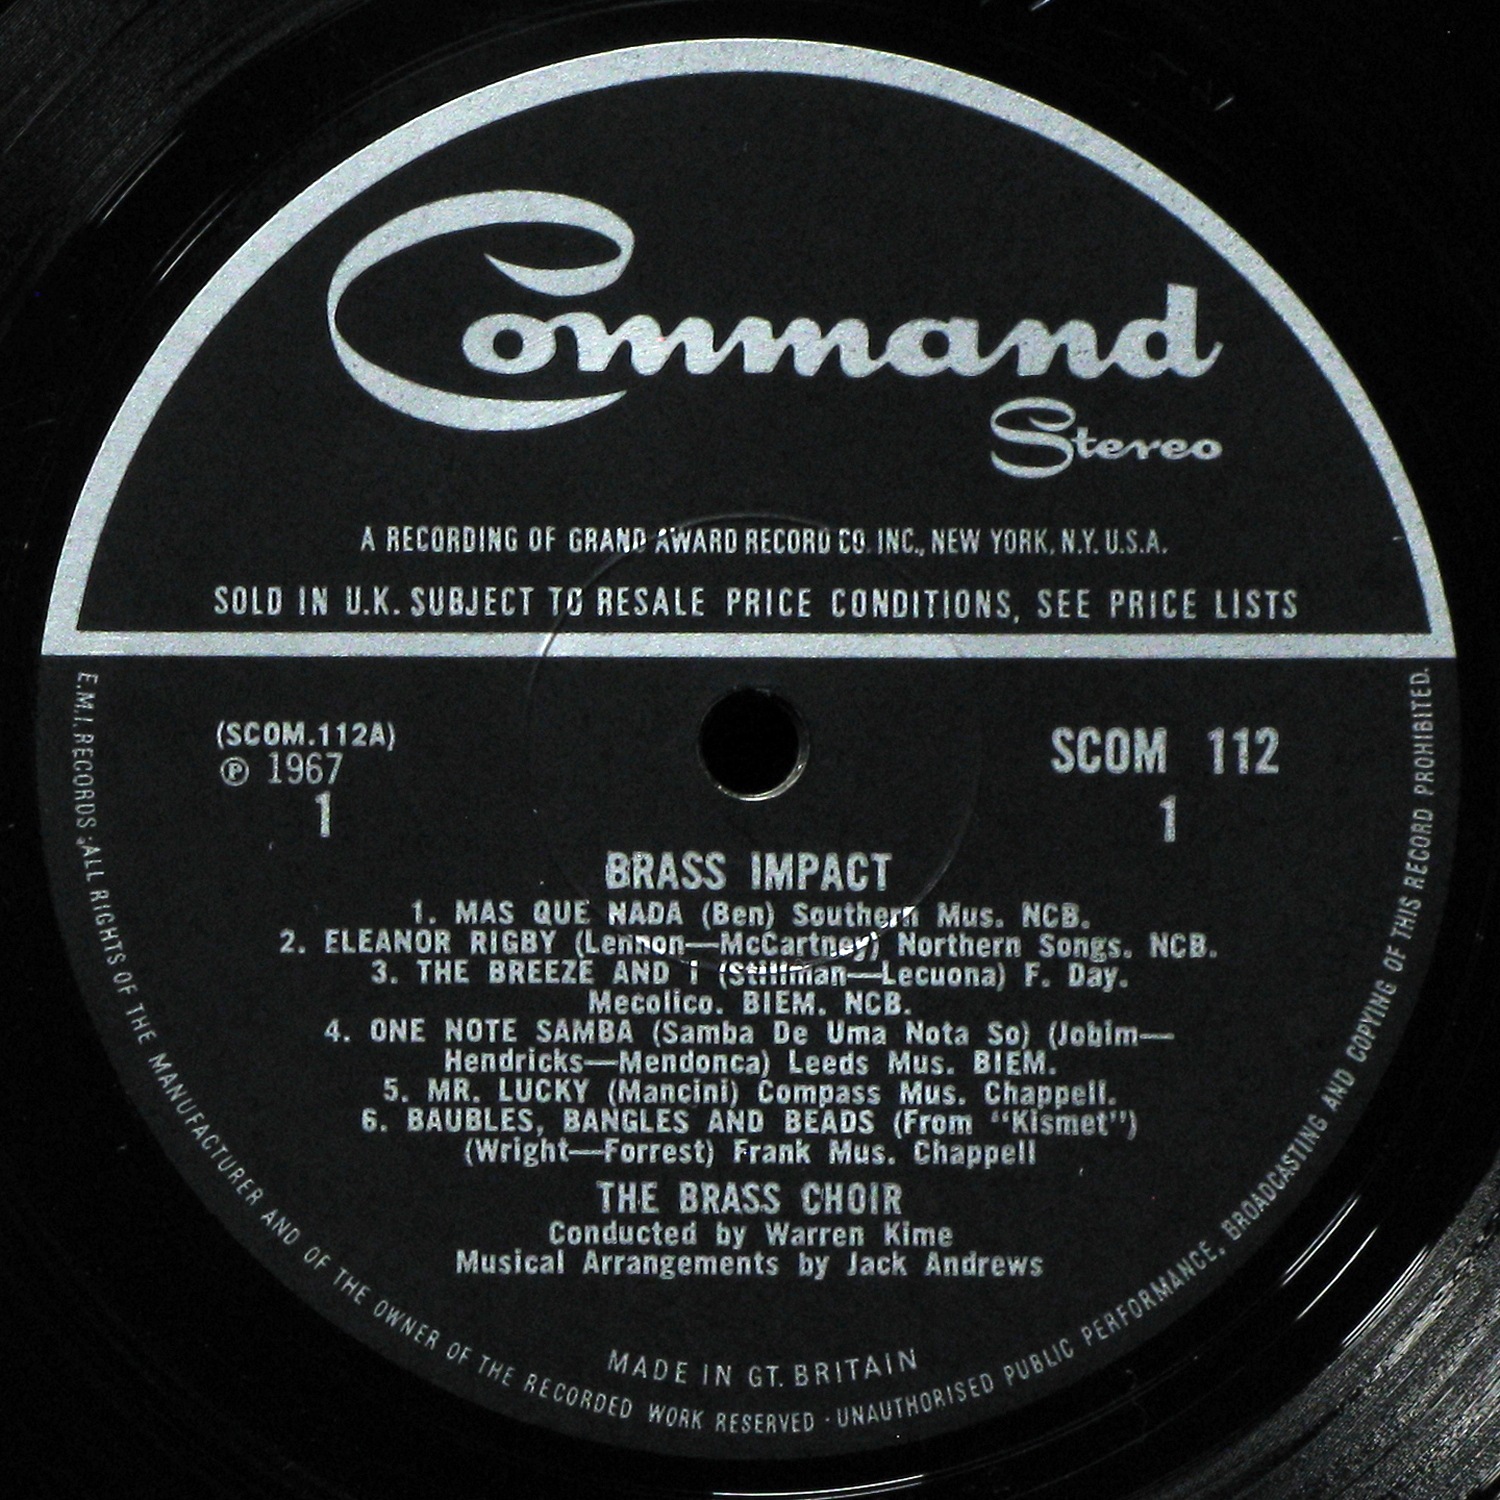 Command
Stereo
A RECORDING OF GRAND AWARD RECORD CO. INC., NEW YORK, N.Y. U.S.A.
SOLD IN U.K. SUBJECT TO RESALE PRICE CONDITIONS, SEE PRICE LISTS
(SCOM.112A)
℗ 1967
1
SCOM 112
1
BRASS IMPACT
1. MAS QUE NADA (Ben) Southern Mus. NCB.
2. ELEANOR RIGBY (Lennon—McCartney) Northern Songs. NCB.
3. THE BREEZE AND I (Stillman—Lecuona) F. Day.
Mecolico. BIEM. NCB.
4. ONE NOTE SAMBA (Samba De Uma Nota So) (Jobim—
Hendricks—Mendonca) Leeds Mus. BIEM.
5. MR. LUCKY (Mancini) Compass Mus. Chappell.
6. BAUBLES, BANGLES AND BEADS (From "Kismet")
(Wright—Forrest) Frank Mus. Chappell
THE BRASS CHOIR
Conducted by Warren Kime
Musical Arrangements by Jack Andrews
MADE IN GT. BRITAIN
E.M.I. RECORDS : ALL RIGHTS OF THE MANUFACTURER AND OF THE OWNER OF THE RECORDED WORK RESERVED · UNAUTHORISED PUBLIC PERFORMANCE, BROADCASTING AND COPYING OF THIS RECORD PROHIBITED.